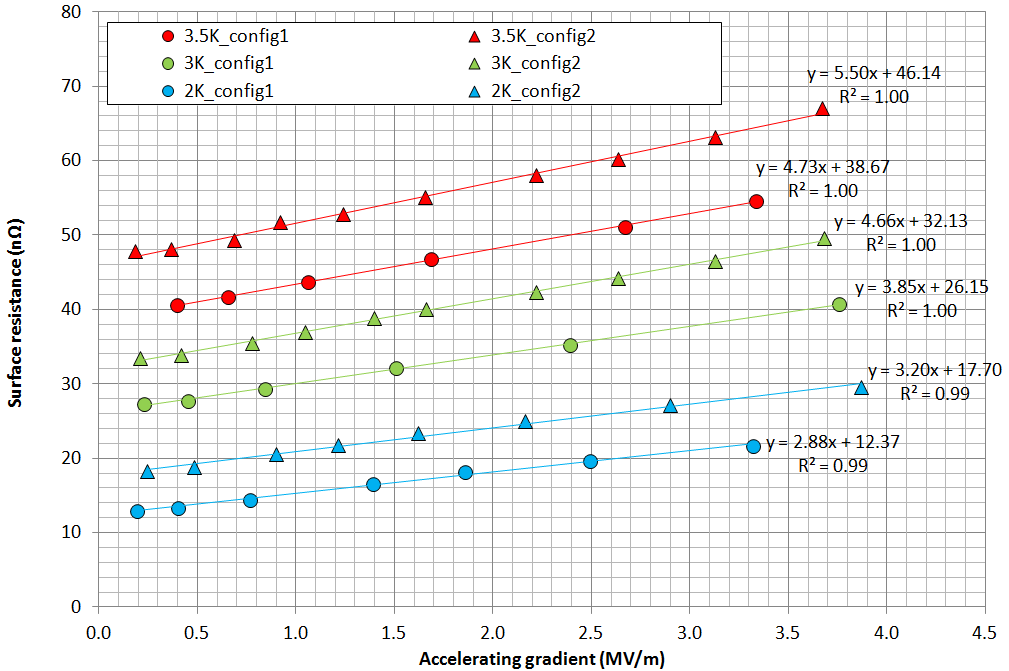 80
70
60
50
40
30
20
10
0
Surface resistance (nΩ)
3.5K_config1
3.5K_config2
3K_config1
3K_config2
2K_config1
2K_config2
y = 5.50x + 46.14
R² = 1.00
y = 4.73x + 38.67
R² = 1.00
y = 4.66x + 32.13
R² = 1.00
y = 3.85x + 26.15
R² = 1.00
y = 3.20x + 17.70
R² = 0.99
y = 2.88x + 12.37
R² = 0.99
0.0 0.5 1.0 1.5 2.0 2.5 3.0 3.5 4.0 4.5
Accelerating gradient (MV/m)